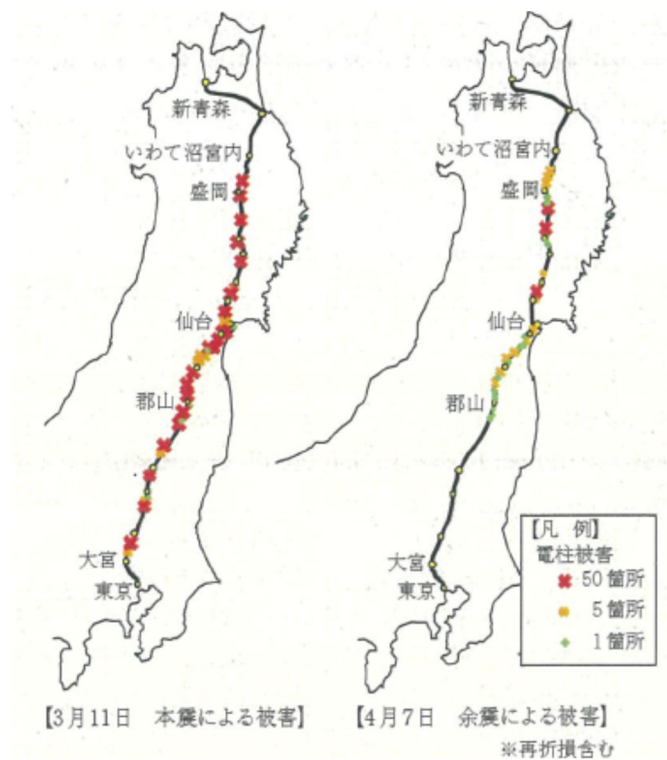 新青森
いわて沼宮内
盛岡
仙台
郡山
大宮
東京
【3月11日 本震による被害】
新青森
いわて沼宮内
盛岡
仙台
郡山
大宮
東京
【凡 例】
電柱被害
50箇所
5箇所
1箇所
【4月7日 余震による被害】
※再折損含む